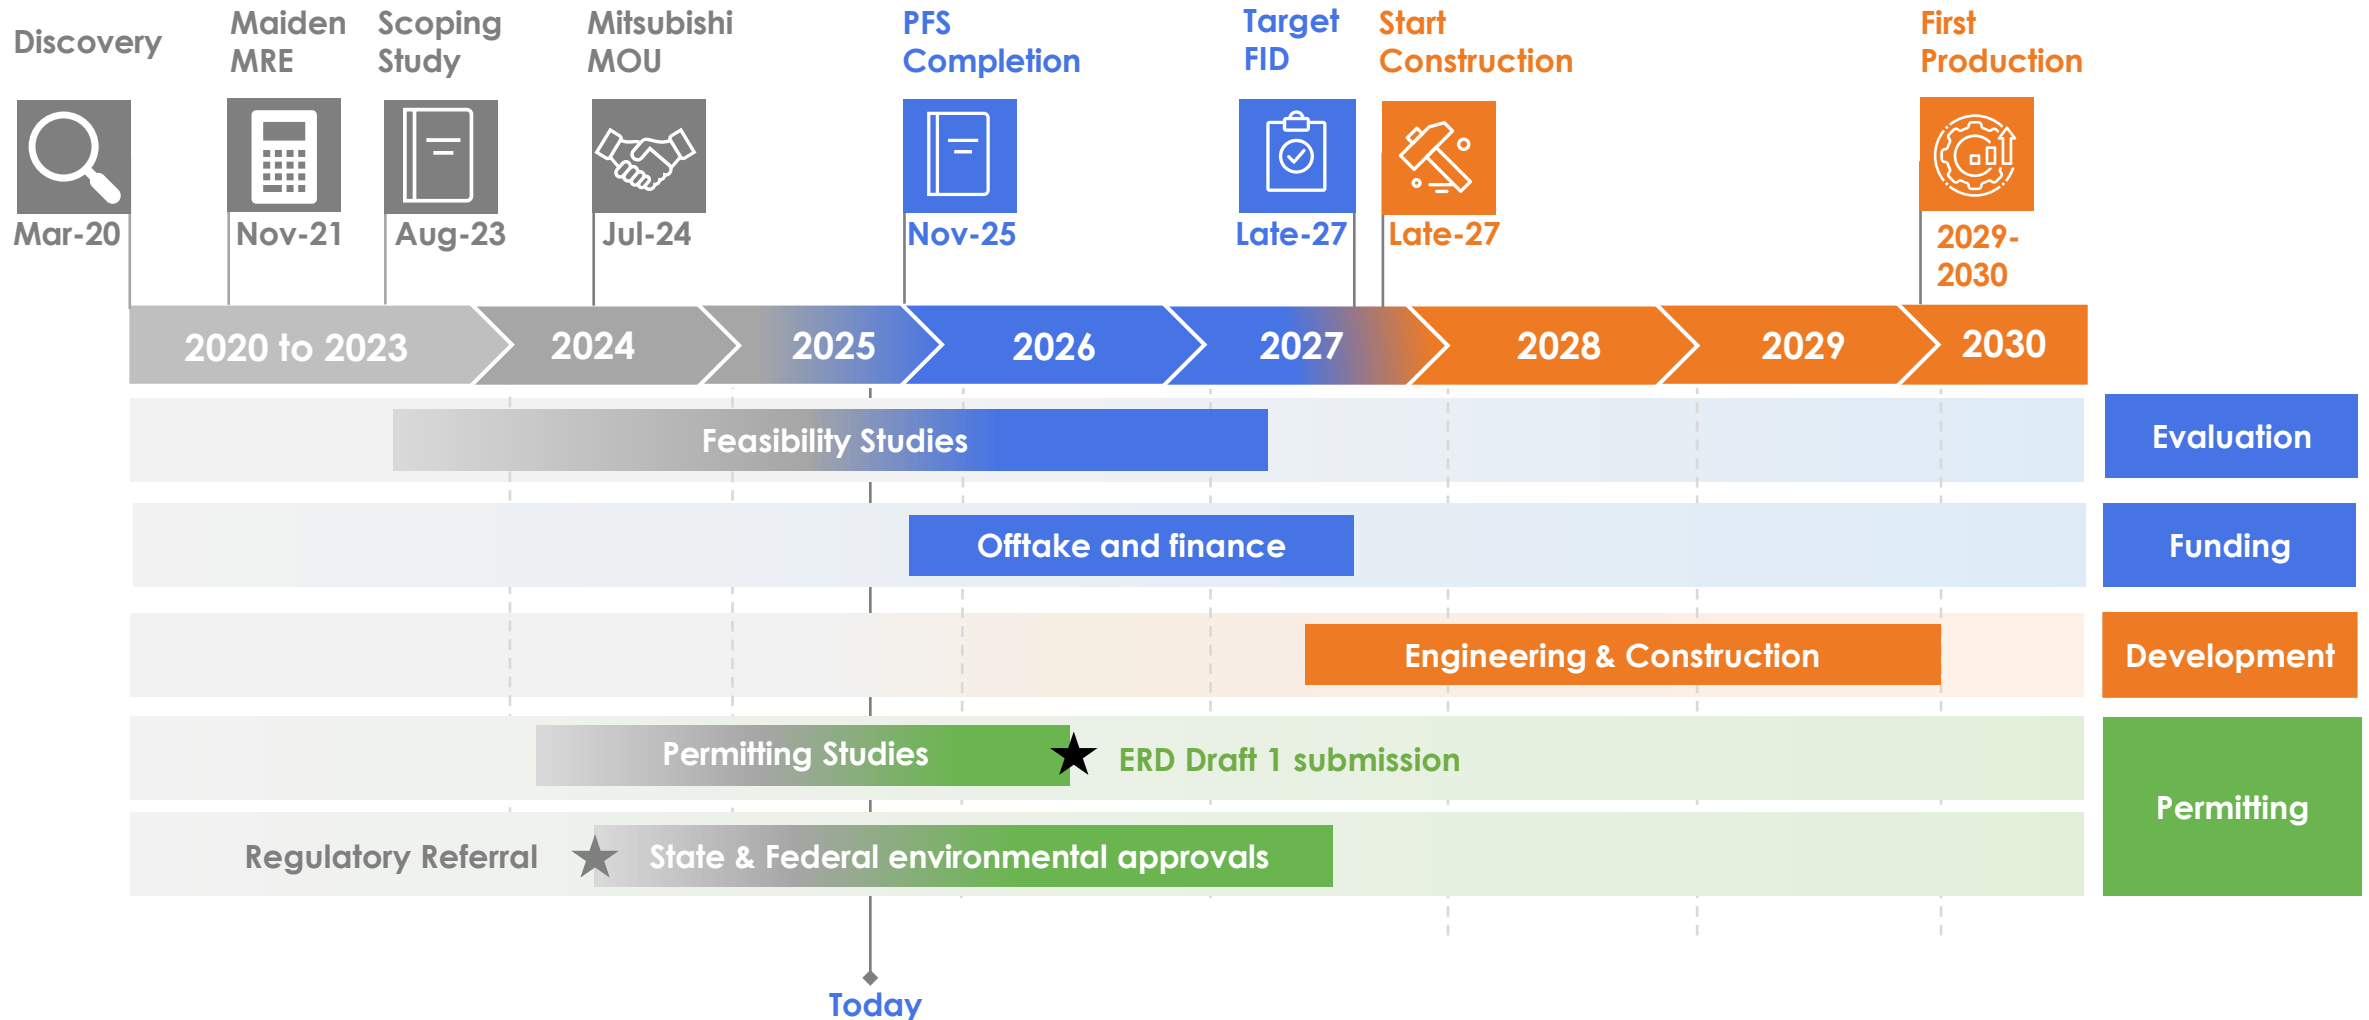 Discovery
Maiden
MRE
Scoping
Study
Mitsubishi
MOU
PFS
Completion
Target
FID
Start
Construction
First
Production
Mar-20
Nov-21
Aug-23
Jul-24
Nov-25
Late-27
Late-27
2029-
2030
2020 to 2023
2024
2025
2026
2027
2028
2029
2030
Feasibility Studies
Evaluation
Offtake and finance
Funding
Engineering & Construction
Development
Permitting Studies
ERD Draft 1 submission
Permitting
Regulatory Referral
State & Federal environmental approvals
Today